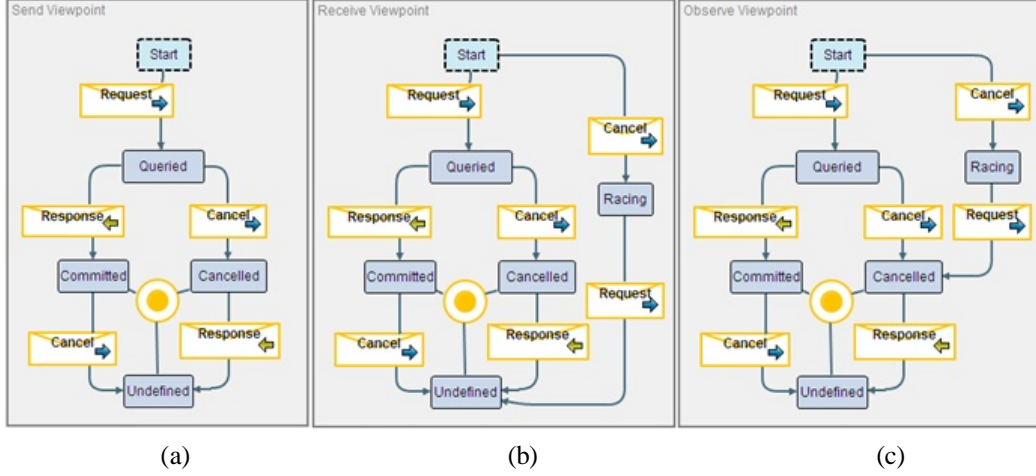 Send Viewpoint
Start
Request
Queried
Response
Cancel
Committed
Cancelled
Cancel
Response
Undefined
(a)
Receive Viewpoint
Start
Request
Cancel
Queried
Racing
Response
Cancel
Committed
Cancelled
Request
Cancel
Response
Undefined
(b)
Observe Viewpoint
Start
Request
Cancel
Queried
Racing
Response
Cancel
Request
Committed
Cancelled
Cancel
Response
Undefined
(c)